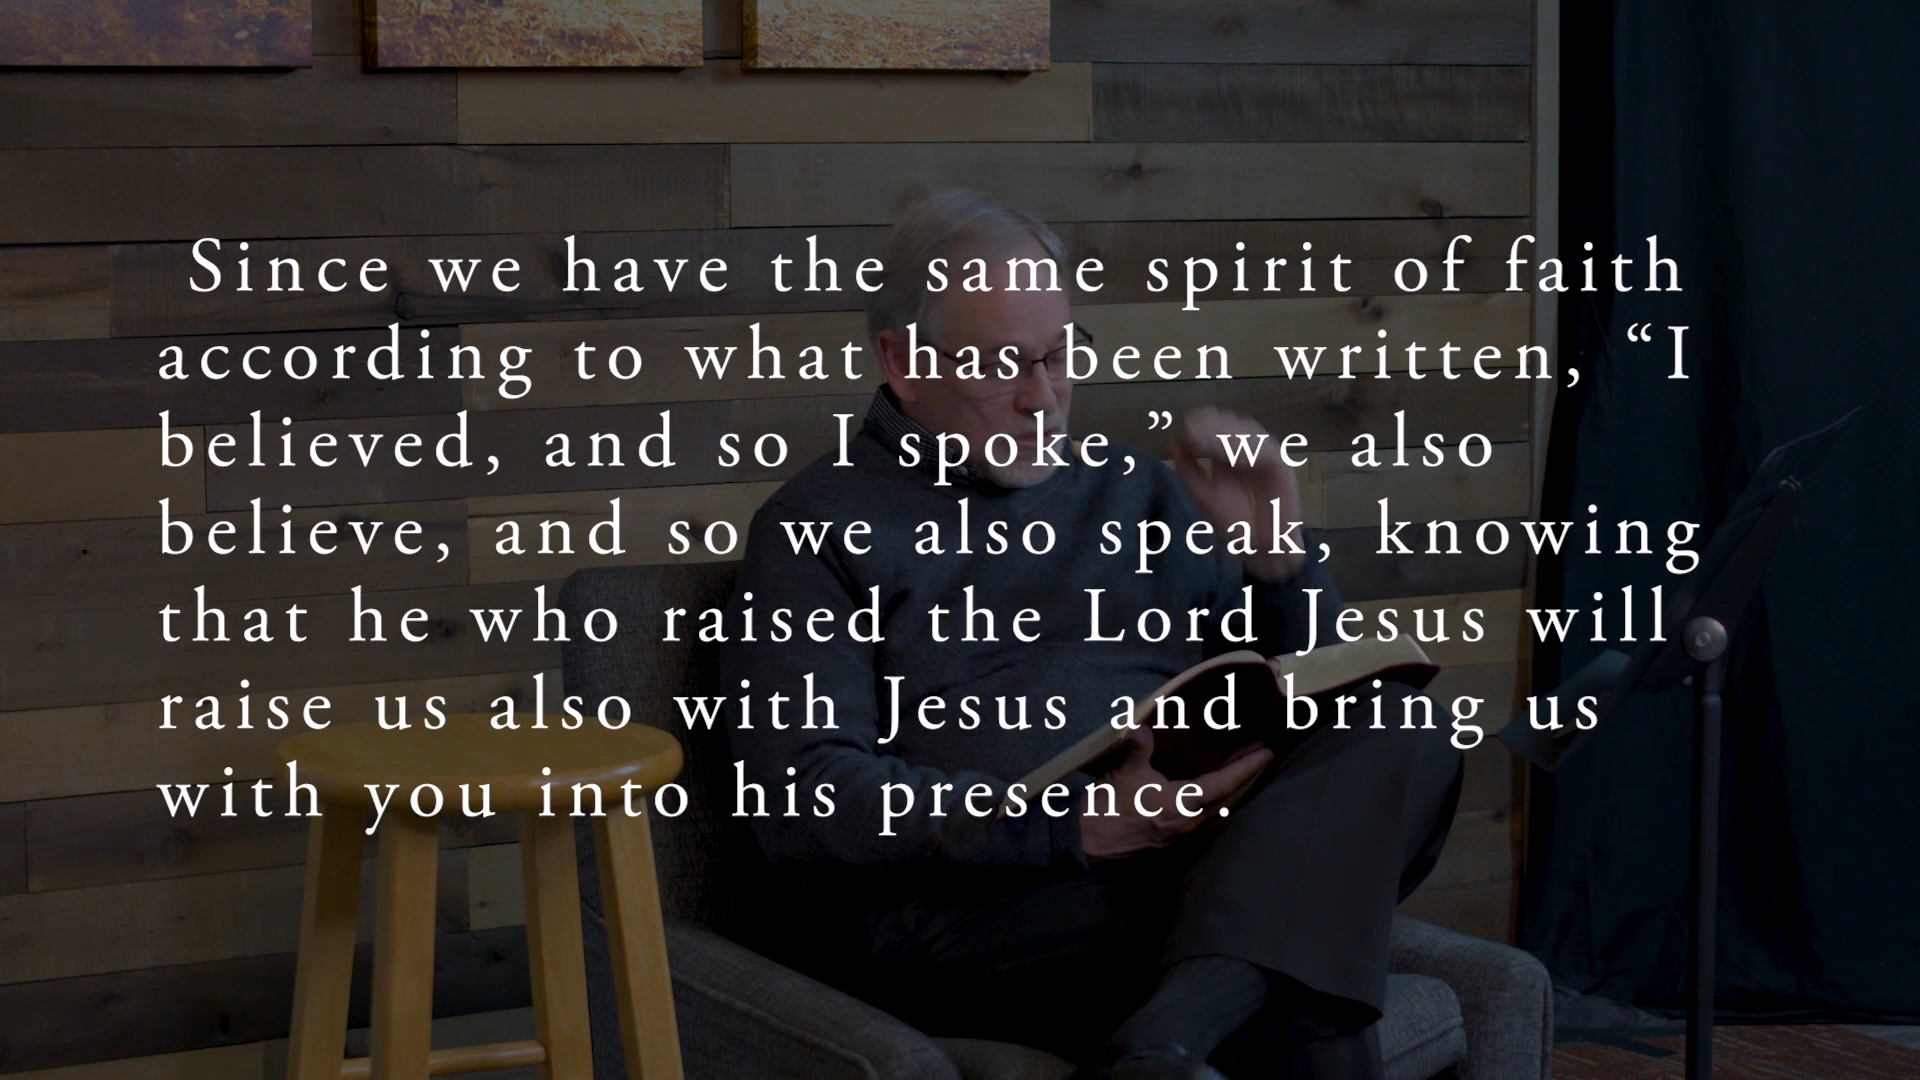 Since we have the same spirit of faith
according to what has been written, “I
believed, and so I spoke,” we also
believe, and so we also speak, knowing
that he who raised the Lord Jesus will
raise us also with Jesus and bring us
with you into his presence.